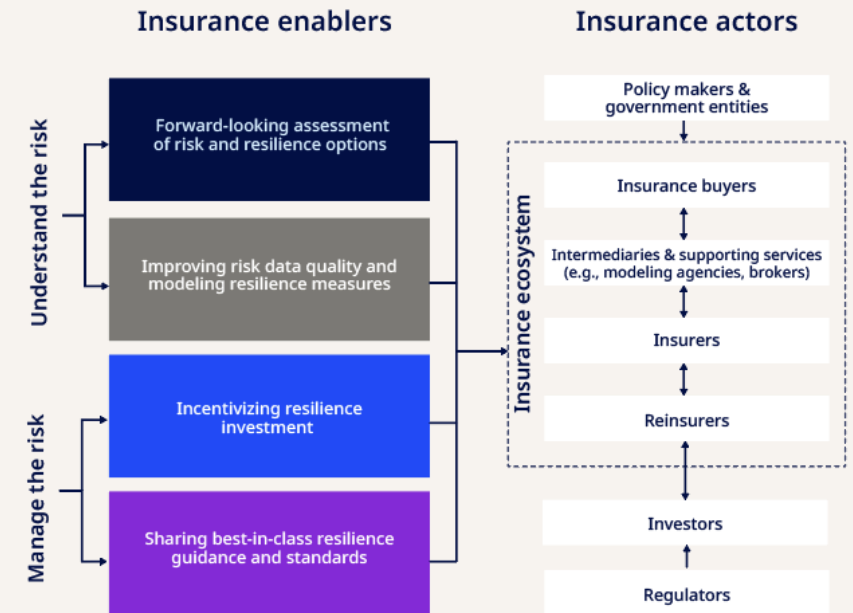 Insurance enablers
Insurance actors
Understand the risk
Forward-looking assessment
of risk and resilience options
Improving risk data quality and
modeling resilience measures
Manage the risk
Incentivizing resilience
investment
Sharing best-in-class resilience
guidance and standards
Policy makers &
government entities
Insurance ecosystem
Insurance buyers
Intermediaries & supporting services
(e.g., modeling agencies, brokers)
Insurers
Reinsurers
Investors
Regulators